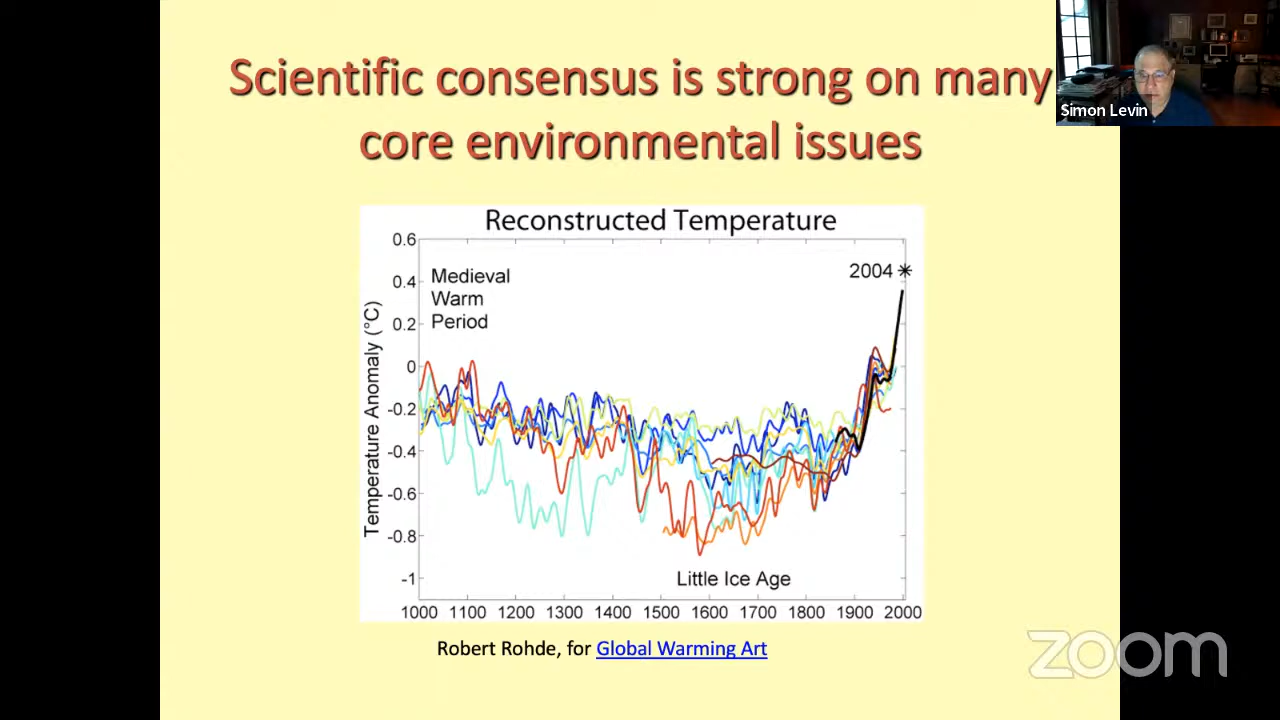 Scientific consensus is strong on many
core environmental issues
Simon Levin
Reconstructed Temperature
0.6
0.4
0.2
0
-0.2
-0.4
-0.6
-0.8
-1
Temperature Anomaly (°C)
Medieval
Warm
Period
2004
Little Ice Age
1000 1100 1200 1300 1400 1500 1600 1700 1800 1900 2000
Robert Rohde, for Global Warming Art
zoom